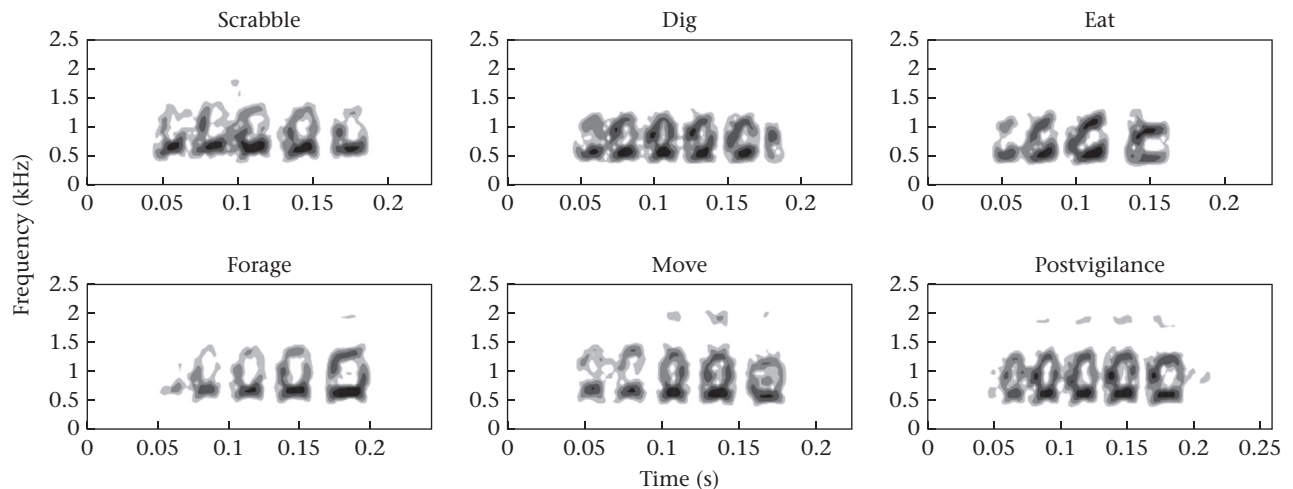 Scrabble Dig Eat
2.5 2.5 2.5
2 2 2
1.5 1.5 1.5
1 1 1
0.5 0.5 0.5
0 0 0
0 0.05 0.1 0.15 0.2 0 0.05 0.1 0.15 0.2 0 0.05 0.1 0.15 0.2
Frequency (kHz)
Forage Move Postvigilance
2.5 2.5 2.5
2 2 2
1.5 1.5 1.5
1 1 1
0.5 0.5 0.5
0 0 0
0 0.05 0.1 0.15 0.2 0 0.05 0.1 0.15 0.2 0 0.05 0.1 0.15 0.2 0.25
Time (s)